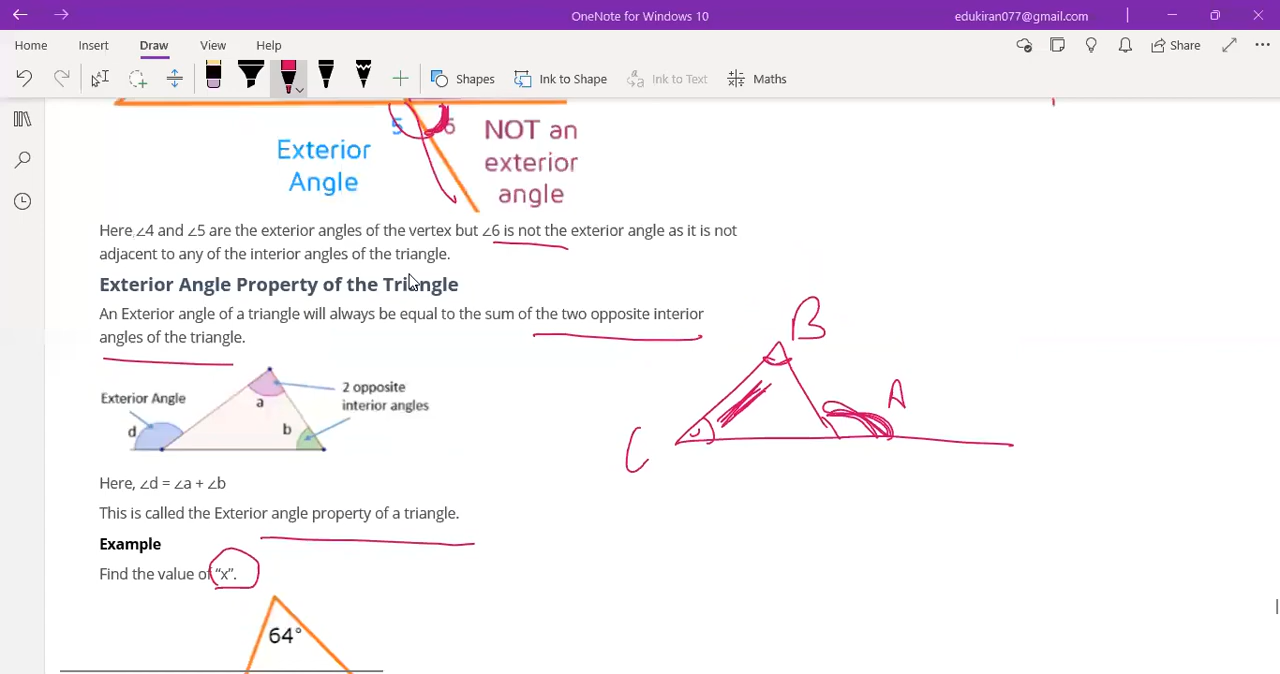 OneNote for Windows 10
edukiran077@gmail.com
Home Insert Draw View Help
Share
Shapes Ink to Shape Ink to Text Maths
5 6
Exterior
Angle
NOT an
exterior
angle
Here,∠4 and ∠5 are the exterior angles of the vertex but ∠6 is not the exterior angle as it is not
adjacent to any of the interior angles of the triangle.
Exterior Angle Property of the Triangle
An Exterior angle of a triangle will always be equal to the sum of the two opposite interior
angles of the triangle.
B
A
C
Exterior Angle
d
a
b
2 opposite
interior angles
Here, ∠d = ∠a + ∠b
This is called the Exterior angle property of a triangle.
Example
Find the value of “x”.
64°